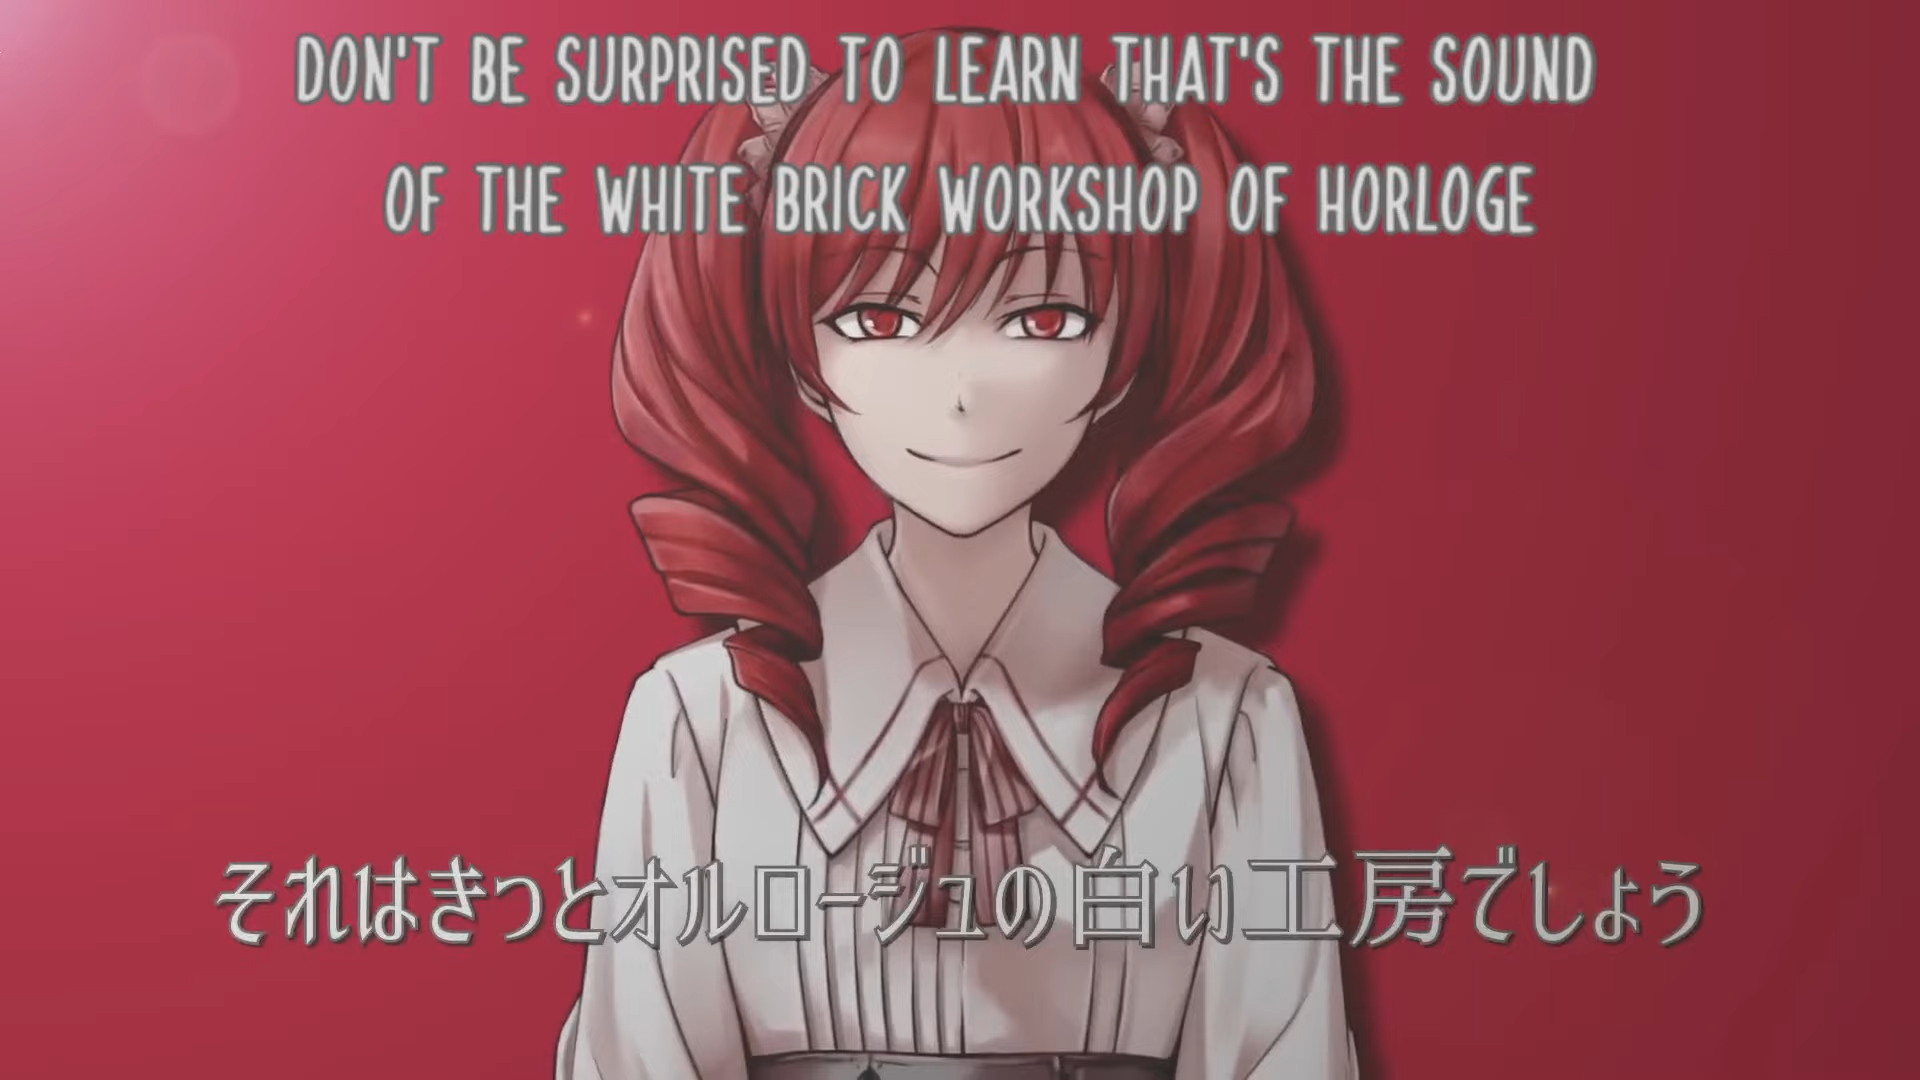 DON'T BE SURPRISED TO LEARN THAT'S THE SOUND
OF THE WHITE BRICK WORKSHOP OF HORLOGE
それはきっとオルロージュの白い工房でしょう